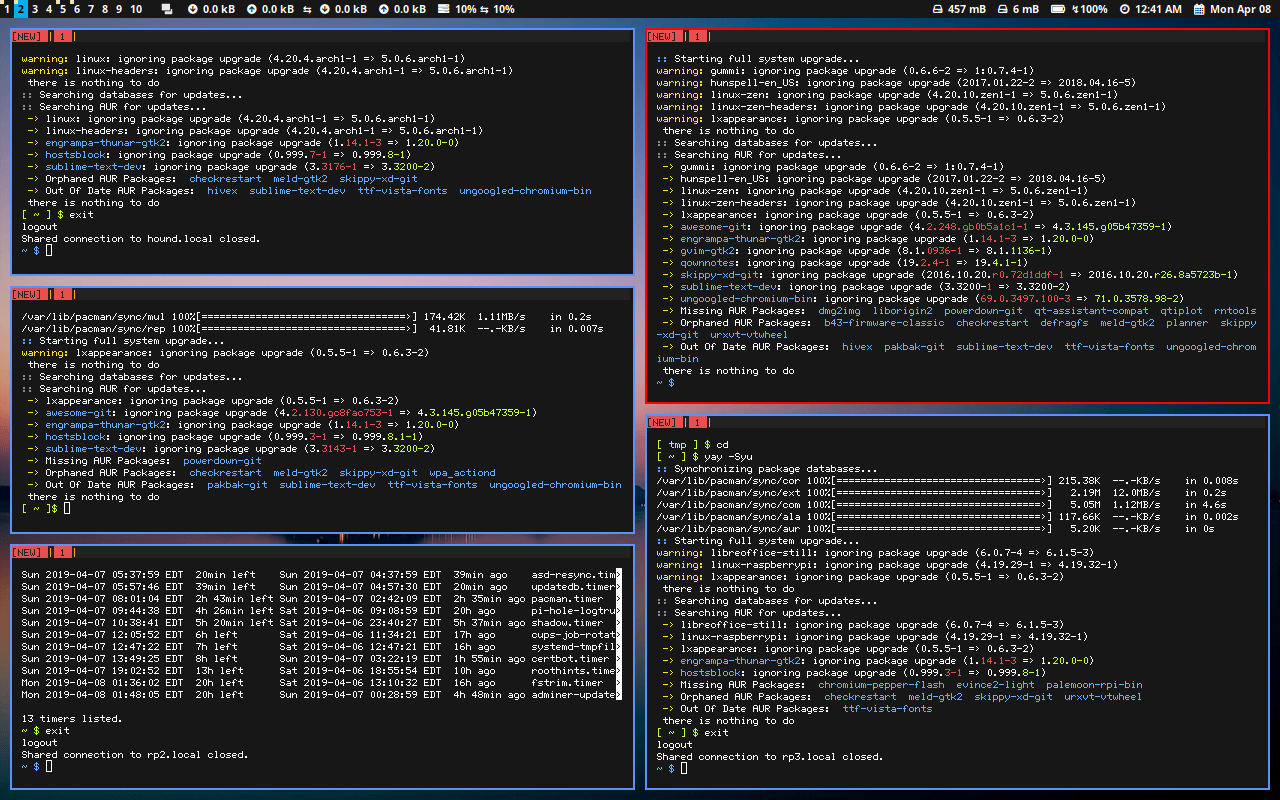 1 2 3 4 5 6 7 8 9 10 0.0 kB 0.0 kB 0.0 kB 0.0 kB 10% 10% 457 mB 6 mB 100% 12:41 AM Mon Apr 08
[NEW] | 1 |
warning: linux: ignoring package upgrade (4.20.4.arch1-1 => 5.0.6.arch1-1)
warning: linux-headers: ignoring package upgrade (4.20.4.arch1-1 => 5.0.6.arch1-1)
there is nothing to do
:: Searching databases for updates...
:: Searching AUR for updates...
-> linux: ignoring package upgrade (4.20.4.arch1-1 => 5.0.6.arch1-1)
-> linux-headers: ignoring package upgrade (4.20.4.arch1-1 => 5.0.6.arch1-1)
-> engrampa-thunar-gtk2: ignoring package upgrade (1.14.1-3 => 1.20.0-0)
-> hostsblock: ignoring package upgrade (0.999.7-1 => 0.999.8-1)
-> sublime-text-dev: ignoring package upgrade (3.3176-1 => 3.3200-2)
-> Orphaned AUR Packages:  checkrestart  meld-gtk2  skippy-xd-git
-> Out Of Date AUR Packages:  hivex  sublime-text-dev  ttf-vista-fonts  ungoogled-chromium-bin
there is nothing to do
[ ~ ] $ exit
logout
Shared connection to hound.local closed.
~ $
[NEW] | 1 |
/var/lib/pacman/sync/mul 100%[==================================>] 174.42K  1.11MB/s    in 0.2s
/var/lib/pacman/sync/rep 100%[==================================>]  41.81K  --.-KB/s    in 0.007s
:: Starting full system upgrade...
warning: lxappearance: ignoring package upgrade (0.5.5-1 => 0.6.3-2)
there is nothing to do
:: Searching databases for updates...
:: Searching AUR for updates...
-> lxappearance: ignoring package upgrade (0.5.5-1 => 0.6.3-2)
-> awesome-git: ignoring package upgrade (4.2.130.gc8fac753-1 => 4.3.145.g05b47359-1)
-> engrampa-thunar-gtk2: ignoring package upgrade (1.14.1-3 => 1.20.0-0)
-> hostsblock: ignoring package upgrade (0.999.3-1 => 0.999.8.1-1)
-> sublime-text-dev: ignoring package upgrade (3.3143-1 => 3.3200-2)
-> Missing AUR Packages:  powerdown-git
-> Orphaned AUR Packages:  checkrestart  meld-gtk2  skippy-xd-git  wpa_actiond
-> Out Of Date AUR Packages:  pakbak-git  sublime-text-dev  ttf-vista-fonts  ungoogled-chromium-bin
there is nothing to do
[ ~ ]$
[NEW] | 1 |
Sun 2019-04-07 05:37:59 EDT  20min left    Sun 2019-04-07 04:37:59 EDT  39min ago    asd-resync.tim>
Sun 2019-04-07 05:57:46 EDT  39min left    Sun 2019-04-07 04:57:30 EDT  20min ago    updatedb.timer>
Sun 2019-04-07 08:01:04 EDT  2h 43min left Sun 2019-04-07 02:42:09 EDT  2h 35min ago pacman.timer  >
Sun 2019-04-07 09:44:38 EDT  4h 26min left Sat 2019-04-06 09:08:59 EDT  20h ago      pi-hole-logtru>
Sun 2019-04-07 10:38:41 EDT  5h 20min left Sat 2019-04-06 23:40:27 EDT  5h 37min ago shadow.timer  >
Sun 2019-04-07 12:05:52 EDT  6h left       Sat 2019-04-06 11:34:21 EDT  17h ago      cups-job-rotat>
Sun 2019-04-07 12:47:22 EDT  7h left       Sat 2019-04-06 12:47:21 EDT  16h ago      systemd-tmpfil>
Sun 2019-04-07 13:49:25 EDT  8h left       Sun 2019-04-07 03:22:19 EDT  1h 55min ago certbot.timer >
Sun 2019-04-07 19:02:52 EDT  13h left      Sat 2019-04-06 18:55:54 EDT  10h ago      roothints.time>
Mon 2019-04-08 01:36:02 EDT  20h left      Sat 2019-04-06 13:10:32 EDT  16h ago      fstrim.timer  >
Mon 2019-04-08 01:48:05 EDT  20h left      Sun 2019-04-07 00:28:59 EDT  4h 48min ago adminer-update>
13 timers listed.
~ $ exit
logout
Shared connection to rp2.local closed.
~ $
[NEW] | 1 |
:: Starting full system upgrade...
warning: gummi: ignoring package upgrade (0.6.6-2 => 1:0.7.4-1)
warning: hunspell-en_US: ignoring package upgrade (2017.01.22-2 => 2018.04.16-5)
warning: linux-zen: ignoring package upgrade (4.20.10.zen1-1 => 5.0.6.zen1-1)
warning: linux-zen-headers: ignoring package upgrade (4.20.10.zen1-1 => 5.0.6.zen1-1)
warning: lxappearance: ignoring package upgrade (0.5.5-1 => 0.6.3-2)
there is nothing to do
:: Searching databases for updates...
:: Searching AUR for updates...
-> gummi: ignoring package upgrade (0.6.6-2 => 1:0.7.4-1)
-> hunspell-en_US: ignoring package upgrade (2017.01.22-2 => 2018.04.16-5)
-> linux-zen: ignoring package upgrade (4.20.10.zen1-1 => 5.0.6.zen1-1)
-> linux-zen-headers: ignoring package upgrade (4.20.10.zen1-1 => 5.0.6.zen1-1)
-> lxappearance: ignoring package upgrade (0.5.5-1 => 0.6.3-2)
-> awesome-git: ignoring package upgrade (4.2.248.gb0b5a1c1-1 => 4.3.145.g05b47359-1)
-> engrampa-thunar-gtk2: ignoring package upgrade (1.14.1-3 => 1.20.0-0)
-> gvim-gtk2: ignoring package upgrade (8.1.0936-1 => 8.1.1136-1)
-> qownnotes: ignoring package upgrade (19.2.4-1 => 19.4.1-1)
-> skippy-xd-git: ignoring package upgrade (2016.10.20.r0.72d1ddf-1 => 2016.10.20.r26.8a5723b-1)
-> sublime-text-dev: ignoring package upgrade (3.3200-1 => 3.3200-2)
-> ungoogled-chromium-bin: ignoring package upgrade (69.0.3497.100-3 => 71.0.3578.98-2)
-> Missing AUR Packages:  dmg2img  liborigin2  powerdown-git  qt-assistant-compat  qtiplot  rntools
-> Orphaned AUR Packages:  b43-firmware-classic  checkrestart  defragfs  meld-gtk2  planner  skippy
-xd-git  urxvt-vtwheel
-> Out Of Date AUR Packages:  hivex  pakbak-git  sublime-text-dev  ttf-vista-fonts  ungoogled-chrom
ium-bin
there is nothing to do
~ $
[NEW] | 1 |
[ tmp ] $ cd
[ ~ ] $ yay -Syu
:: Synchronizing package databases...
/var/lib/pacman/sync/cor 100%[==================================>] 215.38K  --.-KB/s    in 0.008s
/var/lib/pacman/sync/ext 100%[==================================>]   2.19M  12.0MB/s    in 0.2s
/var/lib/pacman/sync/com 100%[==================================>]   5.05M  1.12MB/s    in 4.6s
/var/lib/pacman/sync/ala 100%[==================================>] 117.66K  --.-KB/s    in 0.002s
/var/lib/pacman/sync/aur 100%[==================================>]   5.20K  --.-KB/s    in 0s
:: Starting full system upgrade...
warning: libreoffice-still: ignoring package upgrade (6.0.7-4 => 6.1.5-3)
warning: linux-raspberrypi: ignoring package upgrade (4.19.29-1 => 4.19.32-1)
warning: lxappearance: ignoring package upgrade (0.5.5-1 => 0.6.3-2)
there is nothing to do
:: Searching databases for updates...
:: Searching AUR for updates...
-> libreoffice-still: ignoring package upgrade (6.0.7-4 => 6.1.5-3)
-> linux-raspberrypi: ignoring package upgrade (4.19.29-1 => 4.19.32-1)
-> lxappearance: ignoring package upgrade (0.5.5-1 => 0.6.3-2)
-> engrampa-thunar-gtk2: ignoring package upgrade (1.14.1-3 => 1.20.0-0)
-> hostsblock: ignoring package upgrade (0.999.3-1 => 0.999.8-1)
-> Missing AUR Packages:  chromium-pepper-flash  evince2-light  palemoon-rpi-bin
-> Orphaned AUR Packages:  checkrestart  meld-gtk2  skippy-xd-git  urxvt-vtwheel
-> Out Of Date AUR Packages:  ttf-vista-fonts
there is nothing to do
[ ~ ] $ exit
logout
Shared connection to rp3.local closed.
~ $